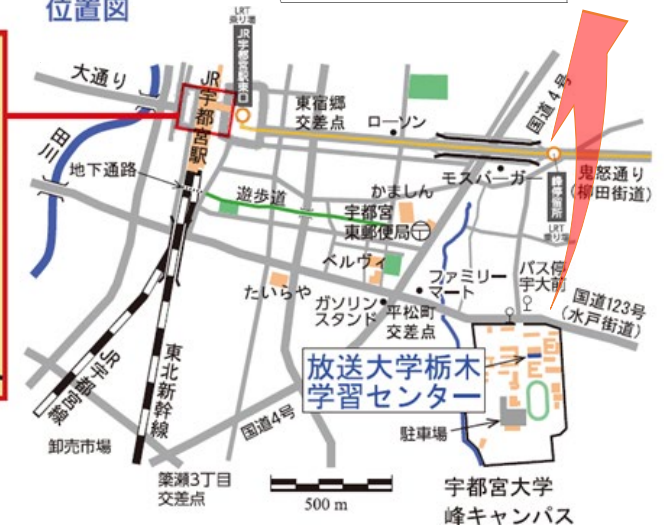 位置図
LRT
乗り場
JR宇都宮駅東口
大通り
JR宇都宮駅
東宿郷
交差点
ローソン
国道4号
田川
地下通路
遊歩道
モスバーガー
鬼怒通り
(柳田街道)
かましん
宇都宮
東郵便局
峰停留所
LRT
乗り場
ベルヴィ
たいらや
ファミリー
マート
バス停
宇大前
国道123号
(水戸街道)
ガソリン
スタンド
平松町
交差点
放送大学栃木
学習センター
JR宇都宮線
東北新幹線
国道4号
駐車場
卸売市場
簗瀬3丁目
交差点
500 m
宇都宮大学
峰キャンパス